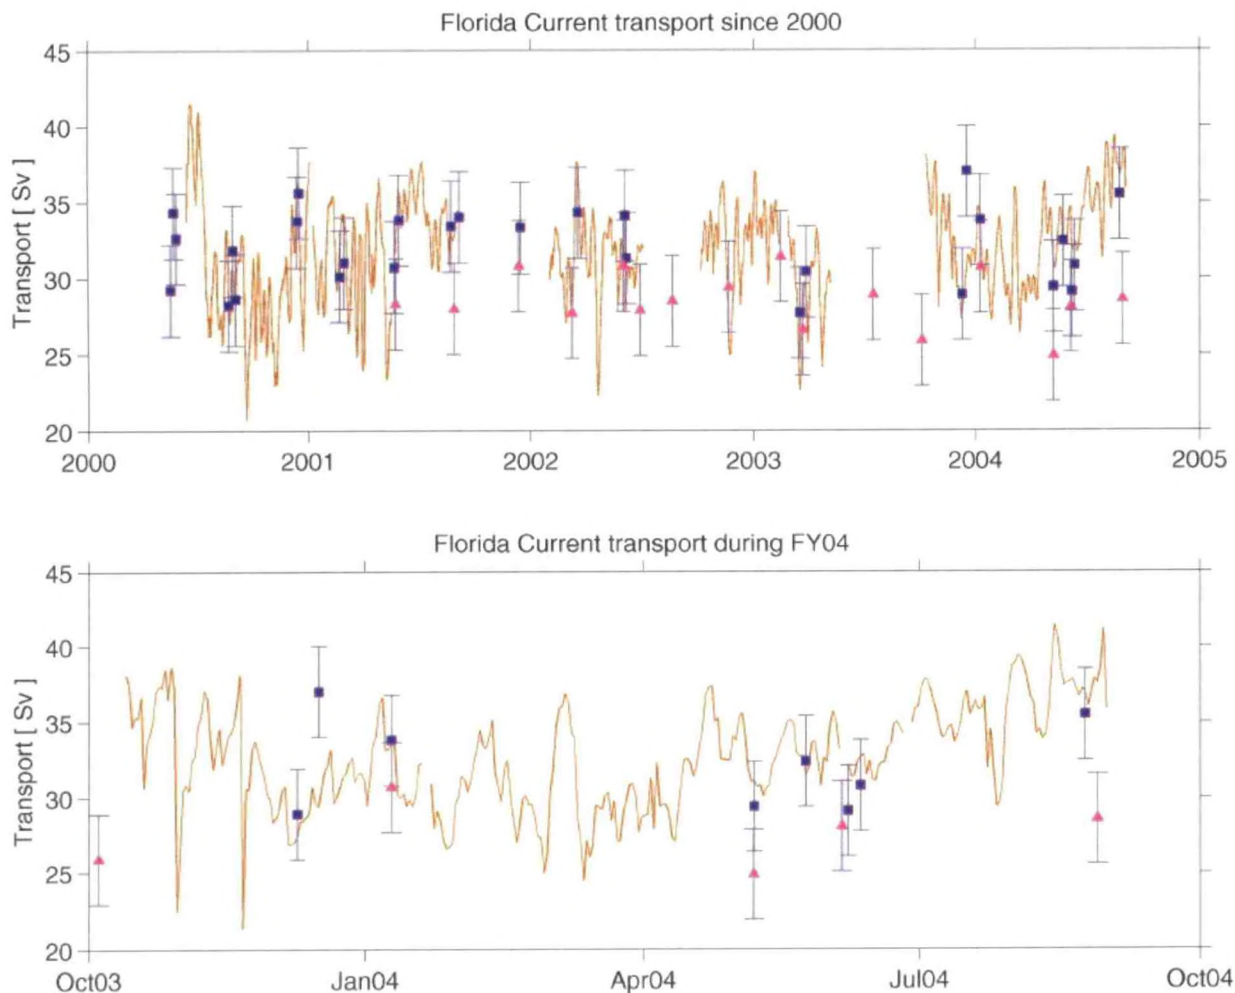 Florida Current transport since 2000
Transport [ Sv ]
45
40
35
30
25
20
2000 2001 2002 2003 2004 2005
Florida Current transport during FY04
Transport [ Sv ]
45
40
35
30
25
20
Oct03 Jan04 Apr04 Jul04 Oct04